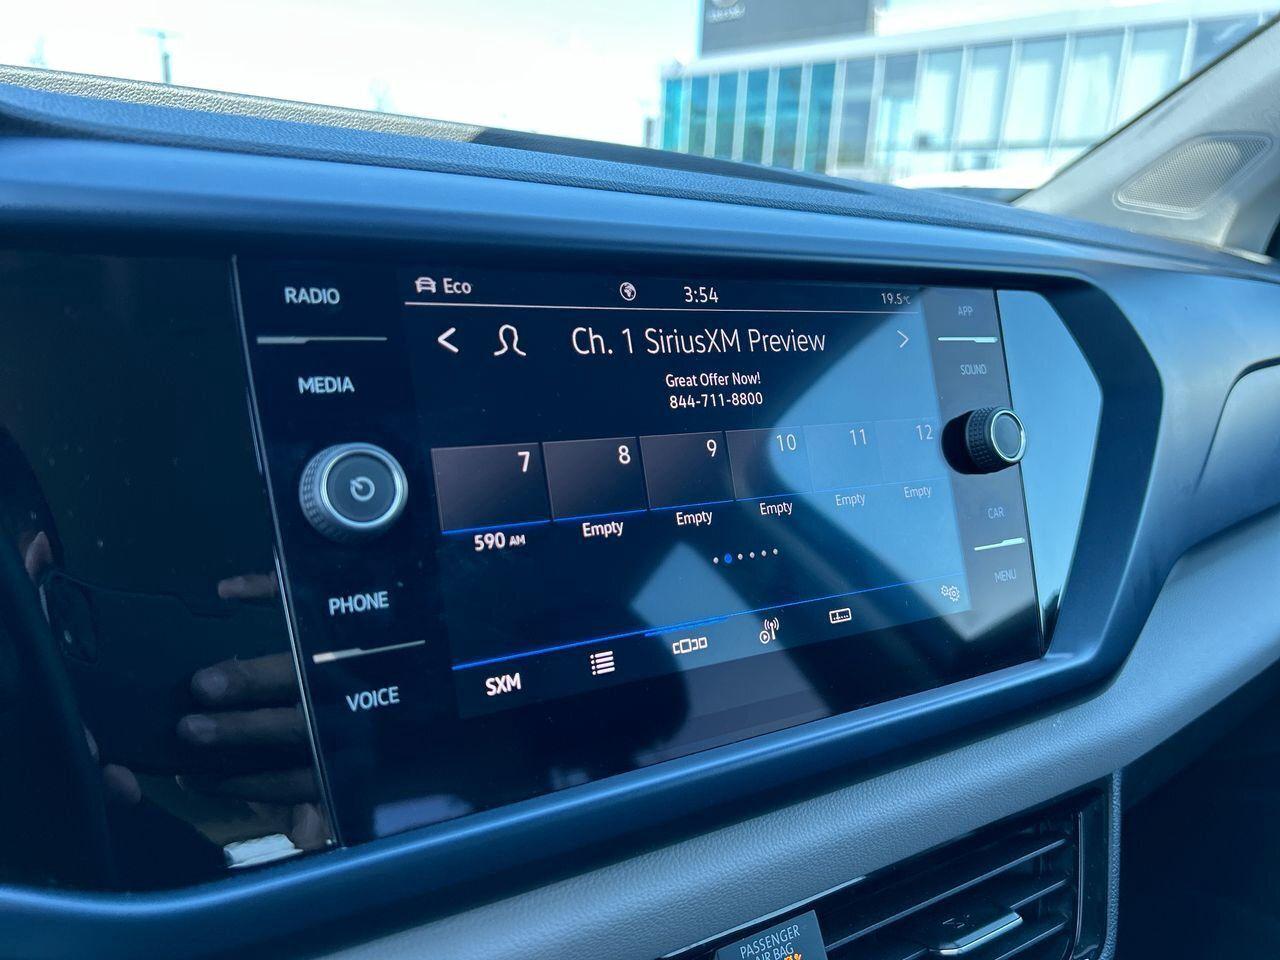 RADIO
MEDIA
PHONE
VOICE
Eco
3:54
19.5°C
Ch. 1 SiriusXM Preview
Great Offer Now!
844-711-8800
7
8
9
10
11
12
590 AM
Empty
Empty
Empty
Empty
Empty
SXM
APP
SOUND
CAR
MENU
PASSENGER
AIR BAG